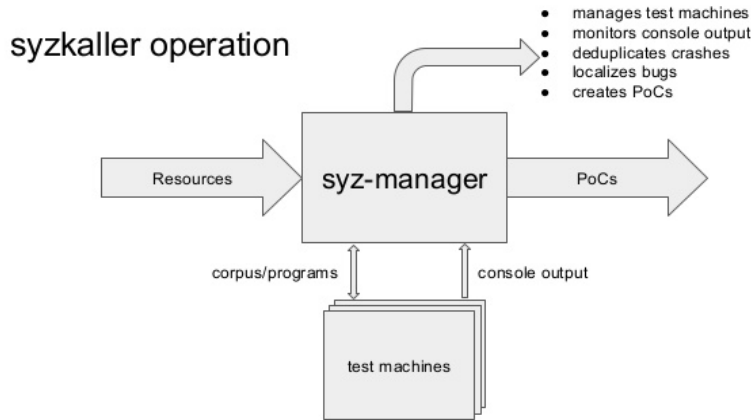 syzkaller operation
● manages test machines
● monitors console output
● deduplicates crashes
● localizes bugs
● creates PoCs
Resources
syz-manager
PoCs
corpus/programs
console output
test machines